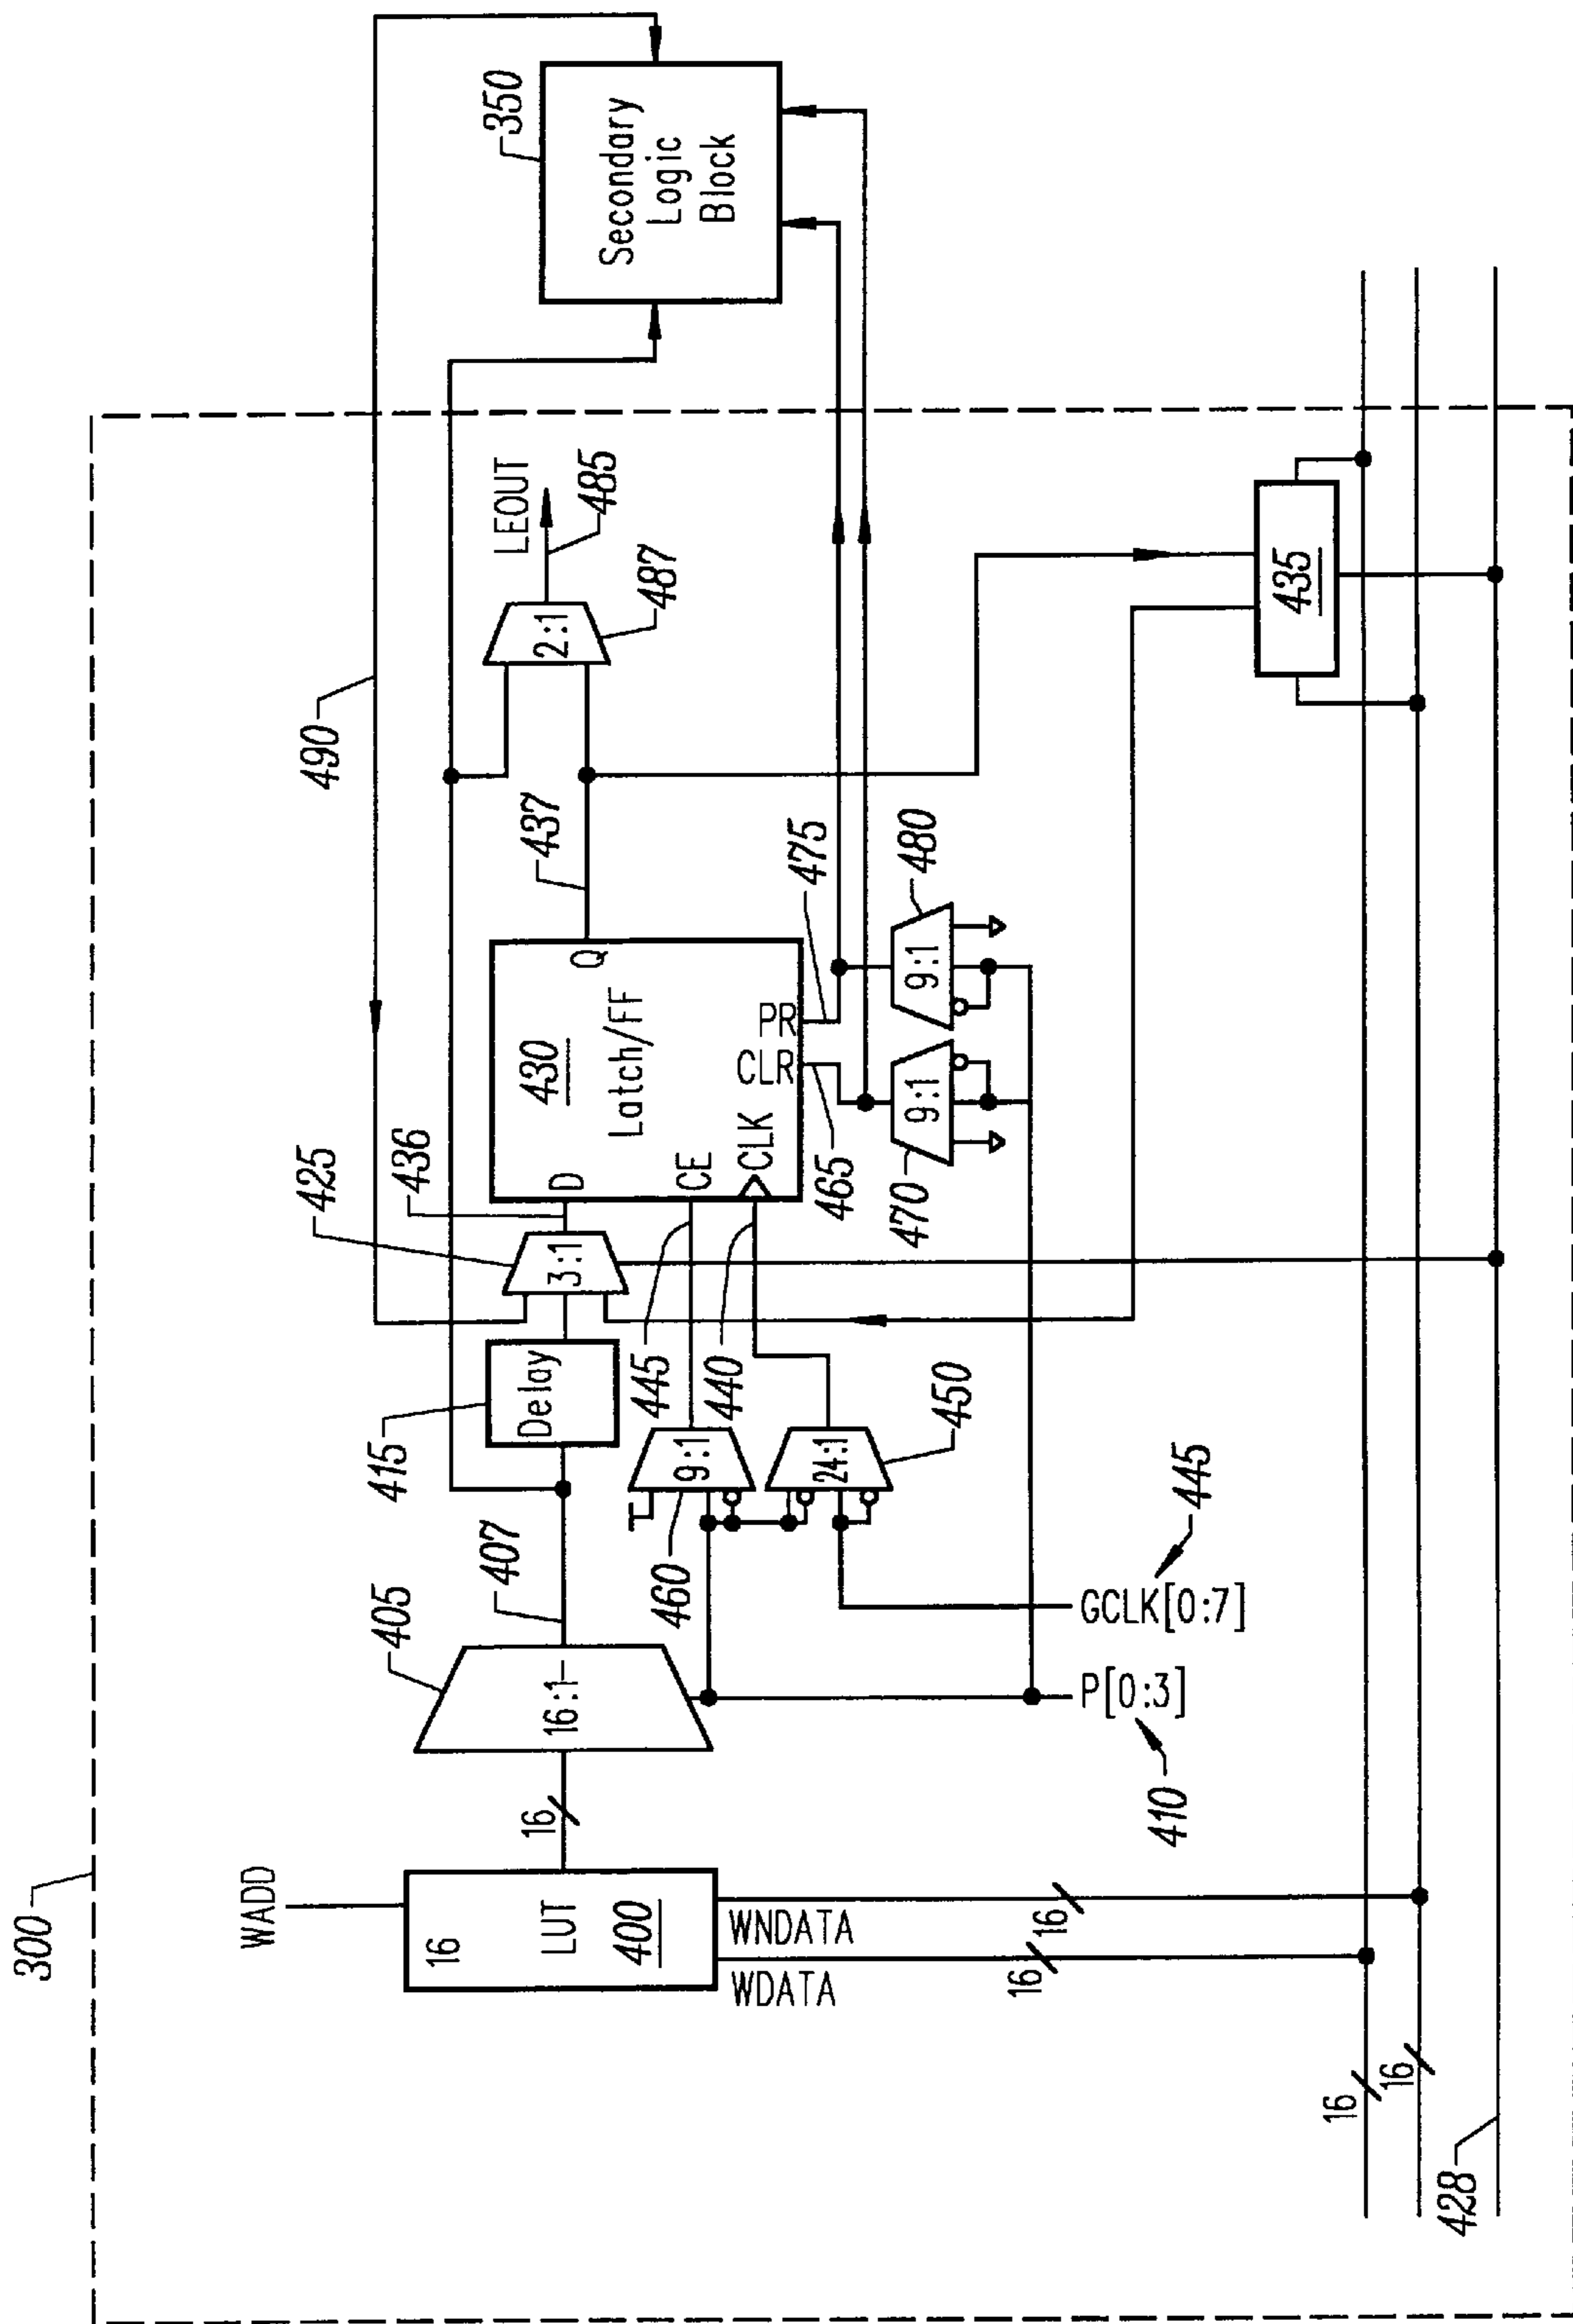 300
WADD
16
LUT
400
WNDATA
WDATA
16
16
16
16
16
428
405
16:1
407
410
P[0:3]
GCLK[0:7]
445
415
Delay
460
9:1
24:1
450
445
440
425
3:1
436
D
CE
CLK
430
Latch/FF
CLR
PR
Q
465
470
9:1
9:1
480
475
437
490
2:1
487
LEOUT
485
435
350
Secondary
Logic
Block